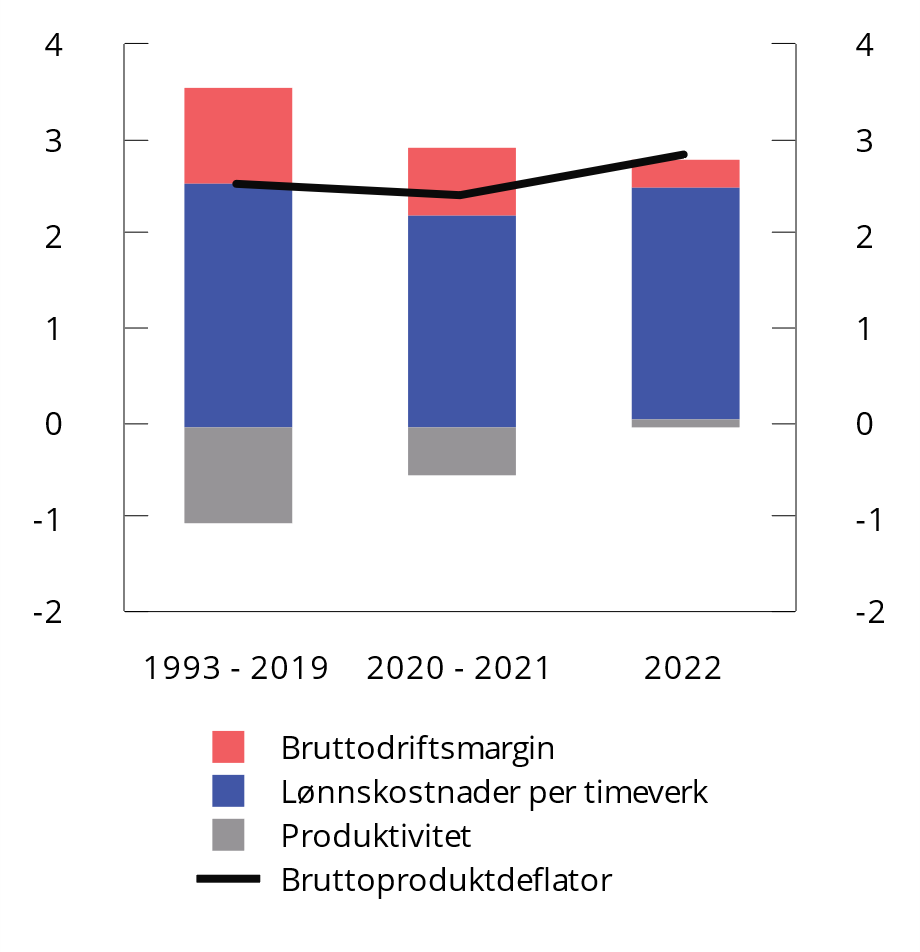 4 4
3 3
2 2
1 1
0 0
-1 -1
-2 -2
1993 - 2019 2020 - 2021 2022
Bruttodriftsmargin
Lønnskostnader per timeverk
Produktivitet
Bruttoproduktdeflator